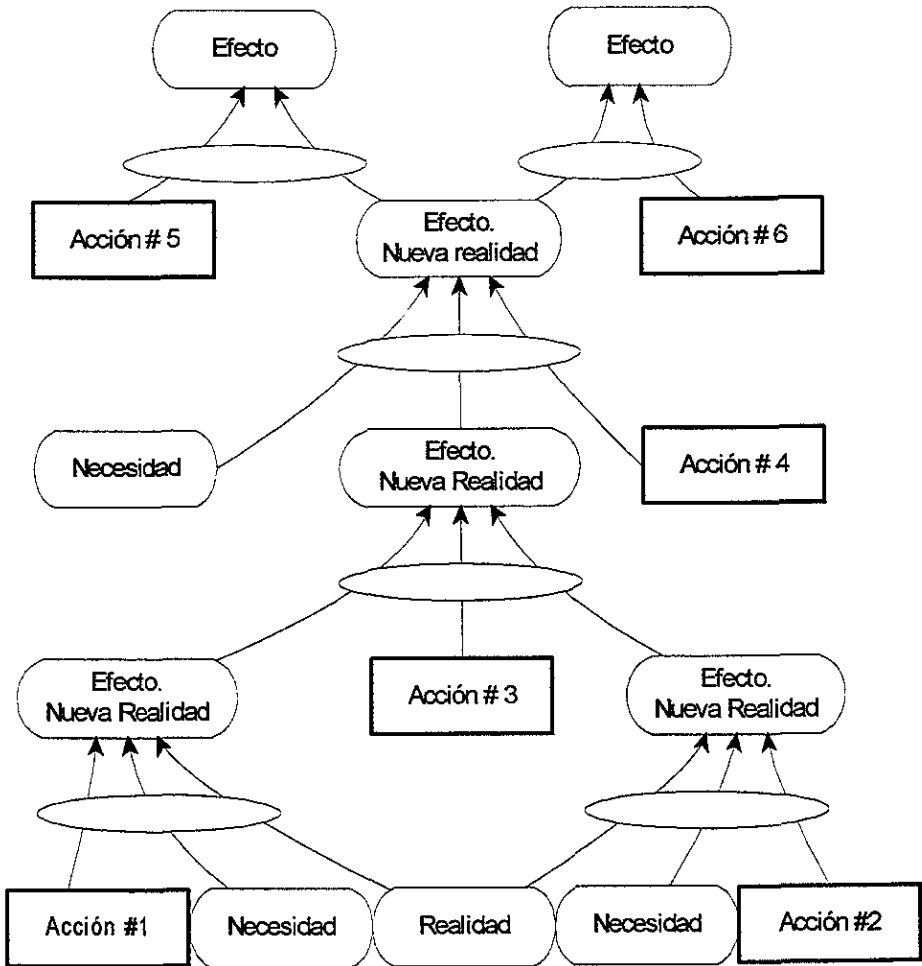 Efecto
Efecto
Acción # 5
Efecto.
Nueva realidad
Acción # 6
Necesidad
Efecto.
Nueva Realidad
Acción # 4
Efecto.
Nueva Realidad
Acción # 3
Efecto.
Nueva Realidad
Acción #1
Necesidad
Realidad
Necesidad
Acción #2